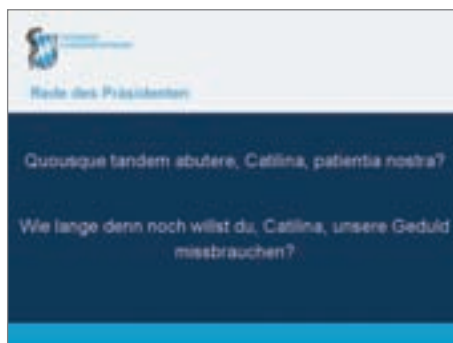 Rede des Präsidenten
Quousque tandem abutere, Catilina, patientia nostra?
Wie lange denn noch willst du, Catilina, unsere Geduld
missbrauchen?